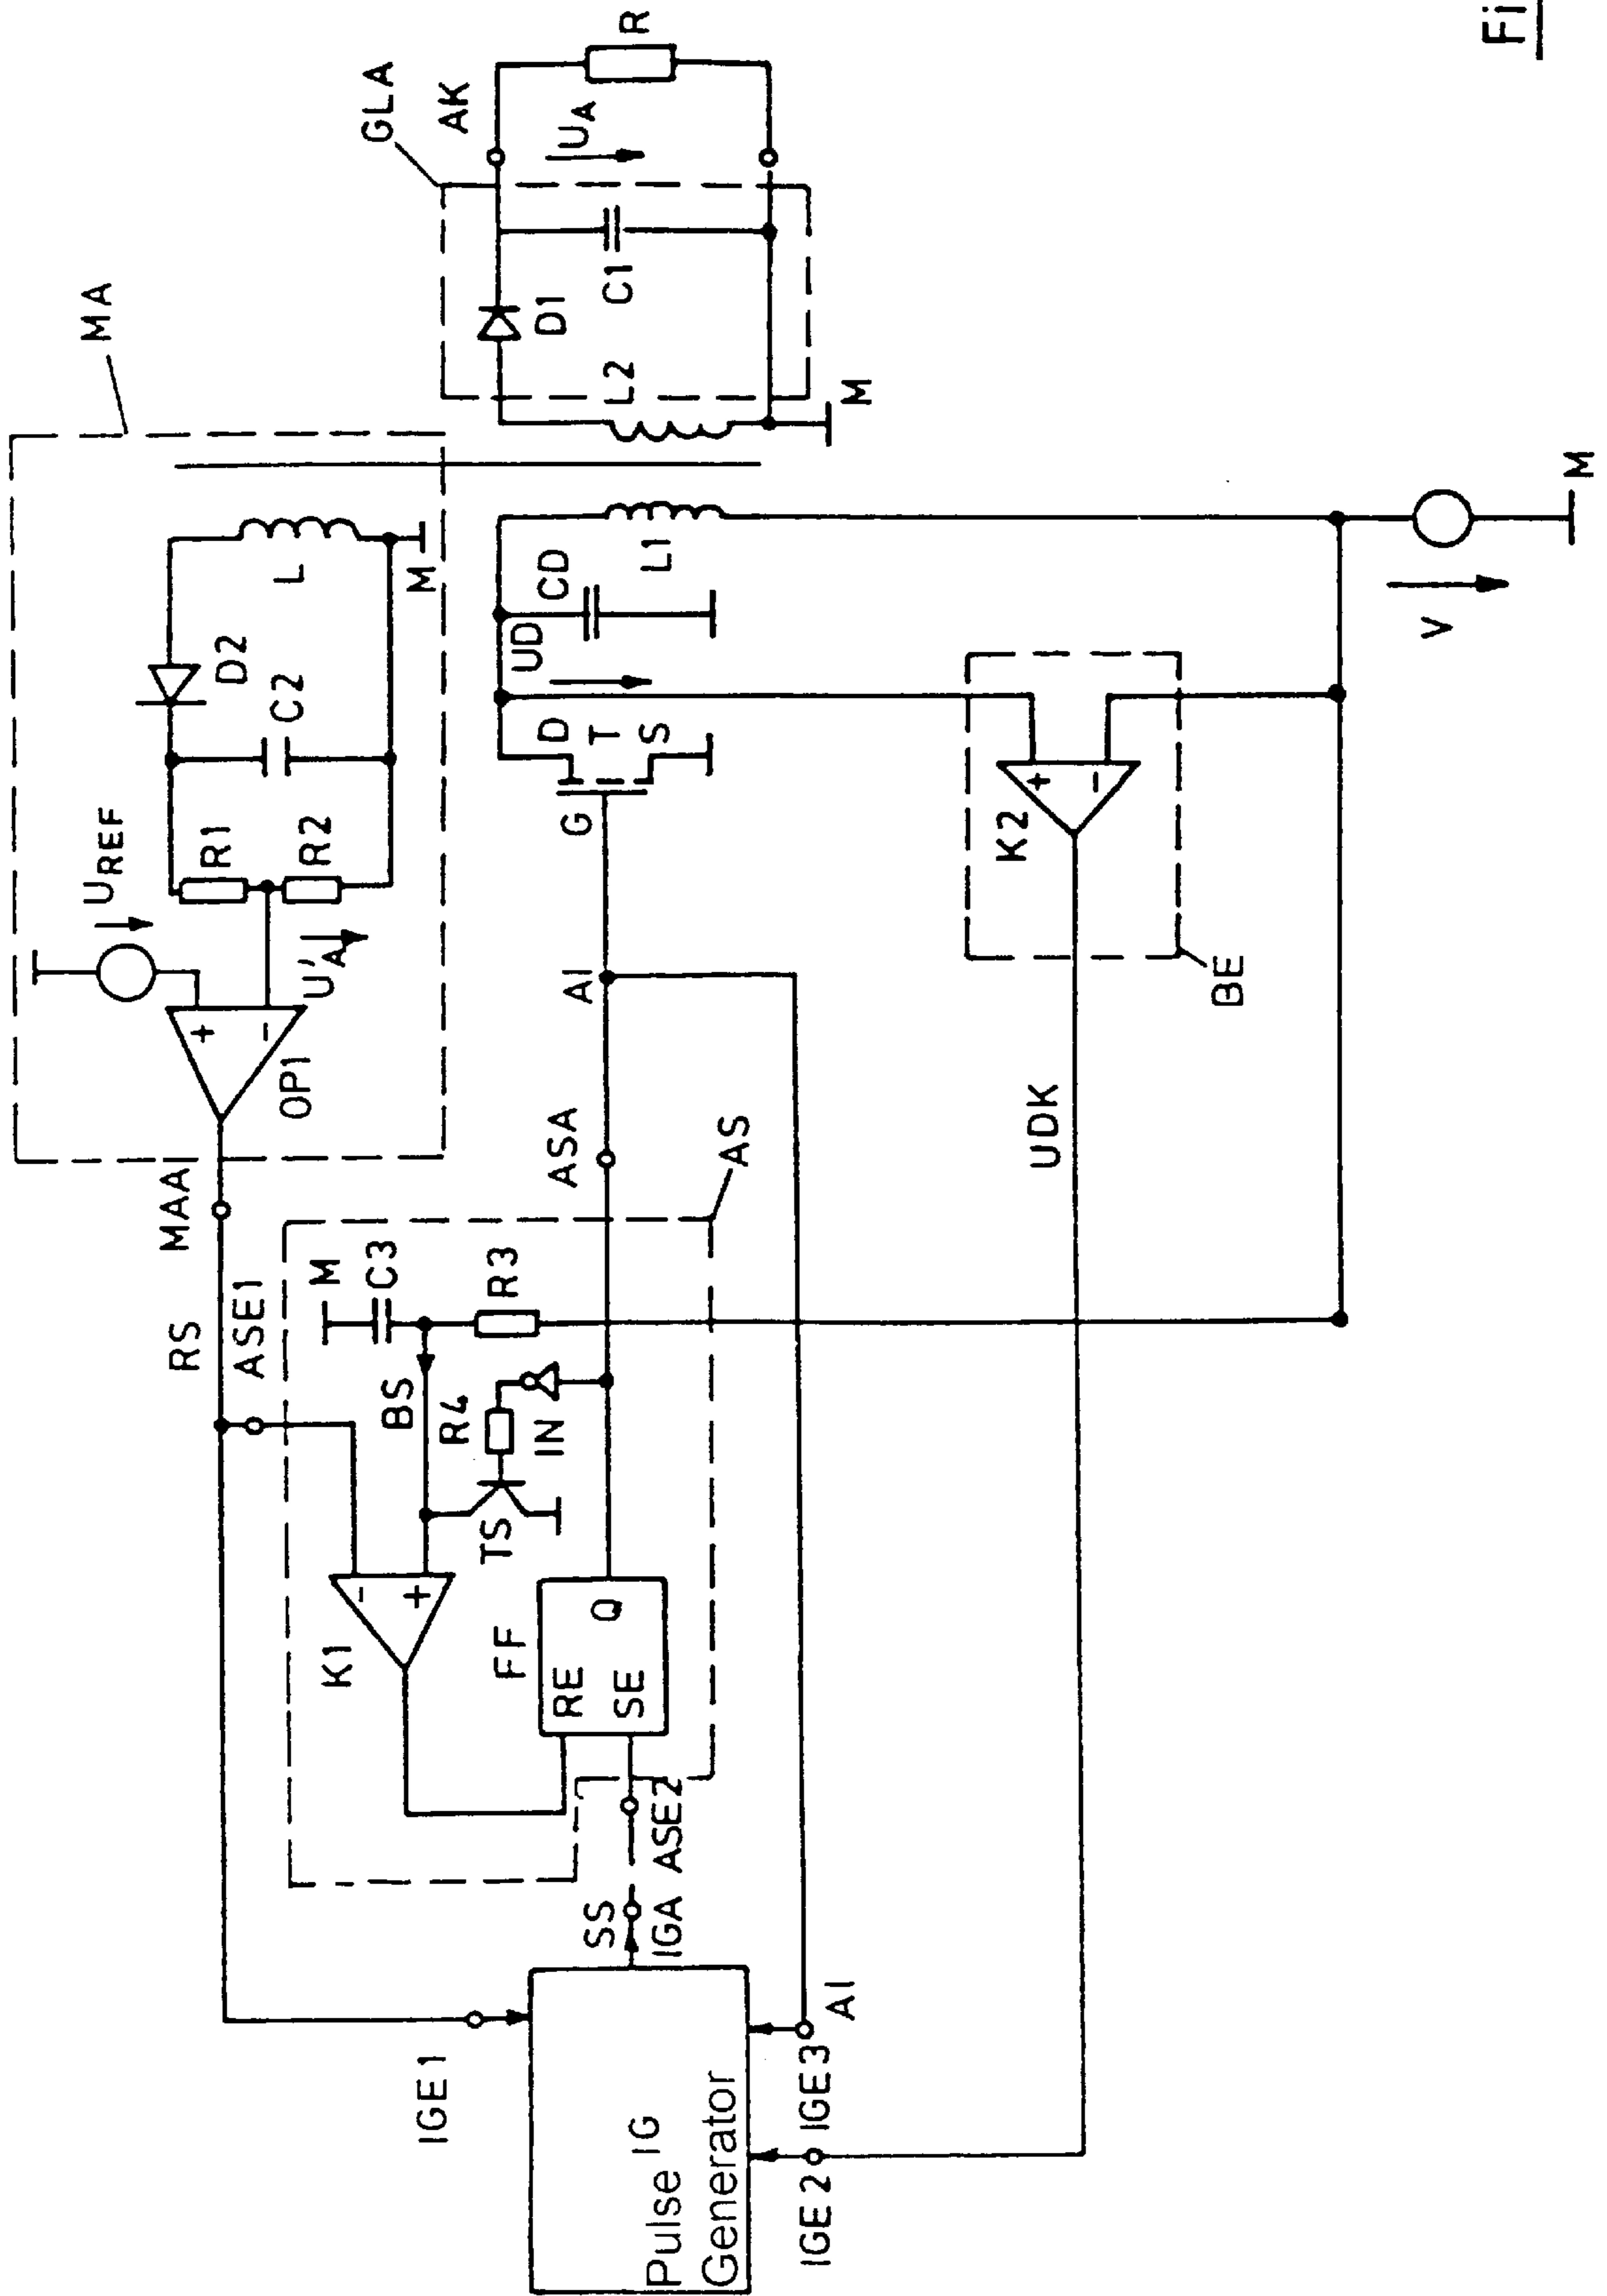 Fi
MA
GLA
AK
R
UA
C1
D1
L2
M
UREF
R1
R2
C2
D2
L
M
U'A
+
-
OP1
MAA
RS
ASE1
M
C3
BS
R3
R4
IN
TS
K1
-
+
FF
RE
SE
Q
AS
ASA
AI
G
D
T
S
UD
CD
L1
V
M
K2
+
-
BE
UDK
SS
IGA
ASE2
IGE1
Pulse IG
Generator
IGE2
IGE3
AI